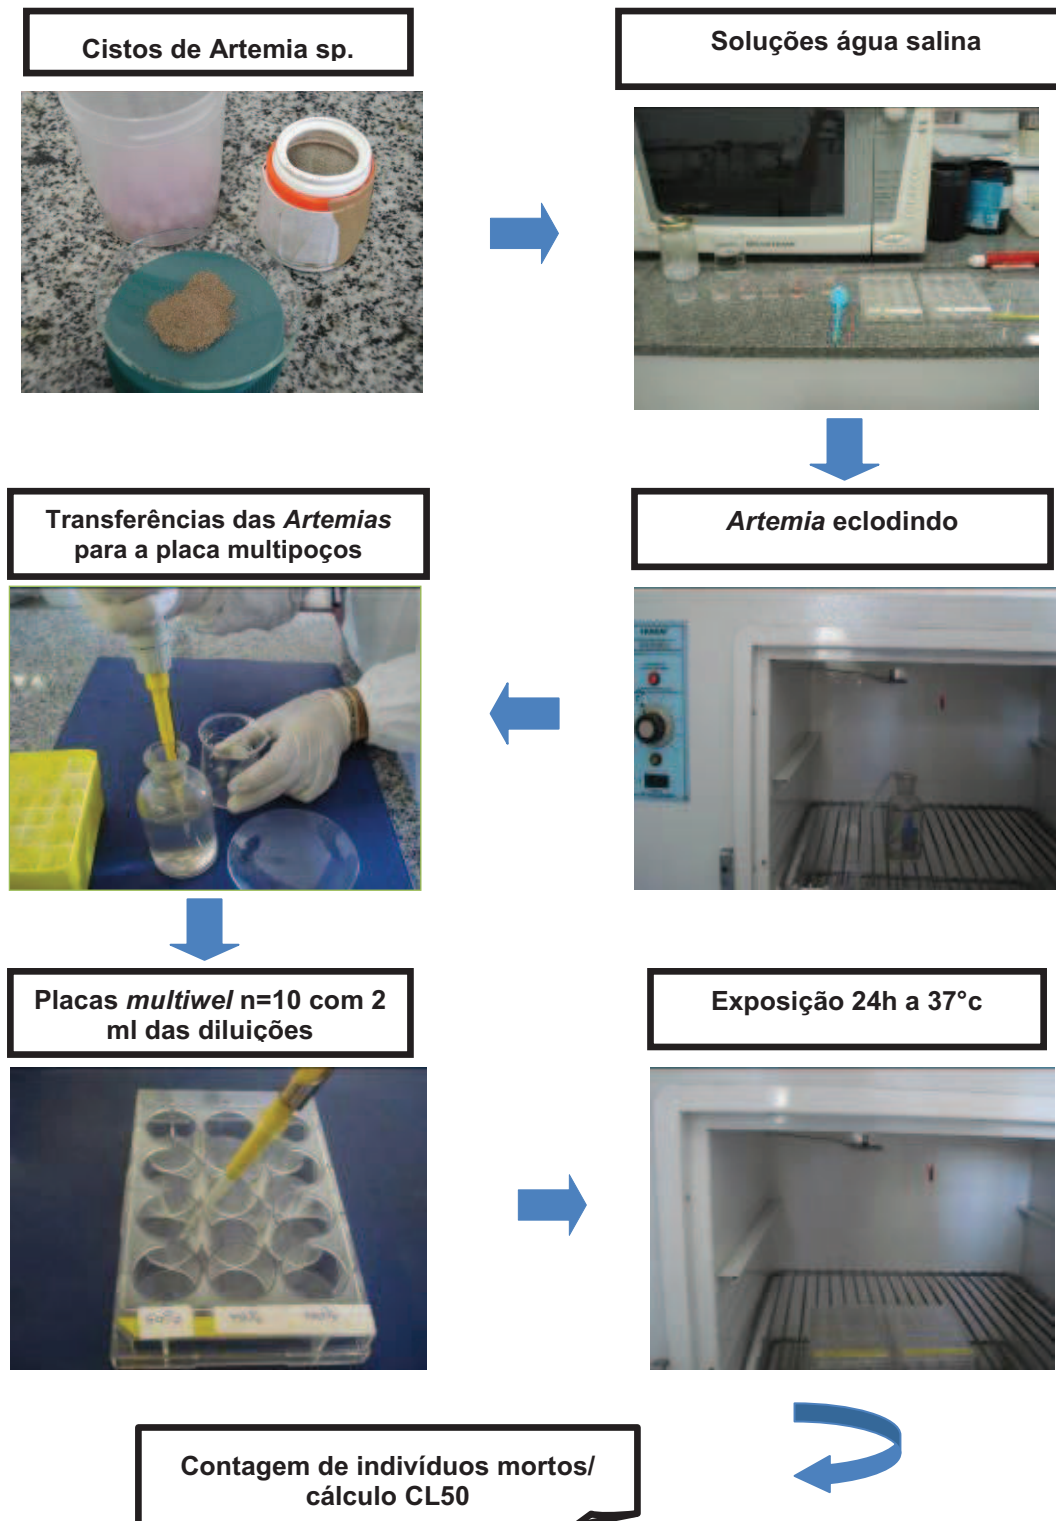 Cistos de Artemia sp.
Soluções água salina
Artemia eclodindo
Transferências das Artemias
para a placa multipoços
Placas multiwel n=10 com 2
ml das diluições
Exposição 24h a 37°c
Contagem de indivíduos mortos/
cálculo CL50